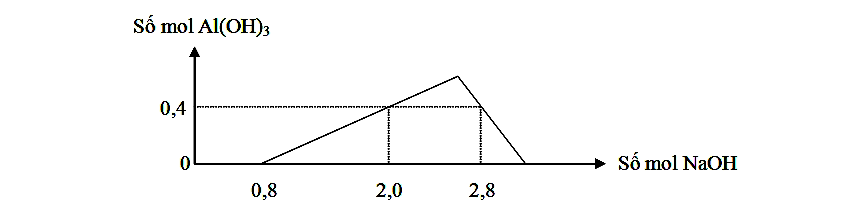 Số mol Al(OH)3
0,4
0
Số mol NaOH
0,8 2,0 2,8